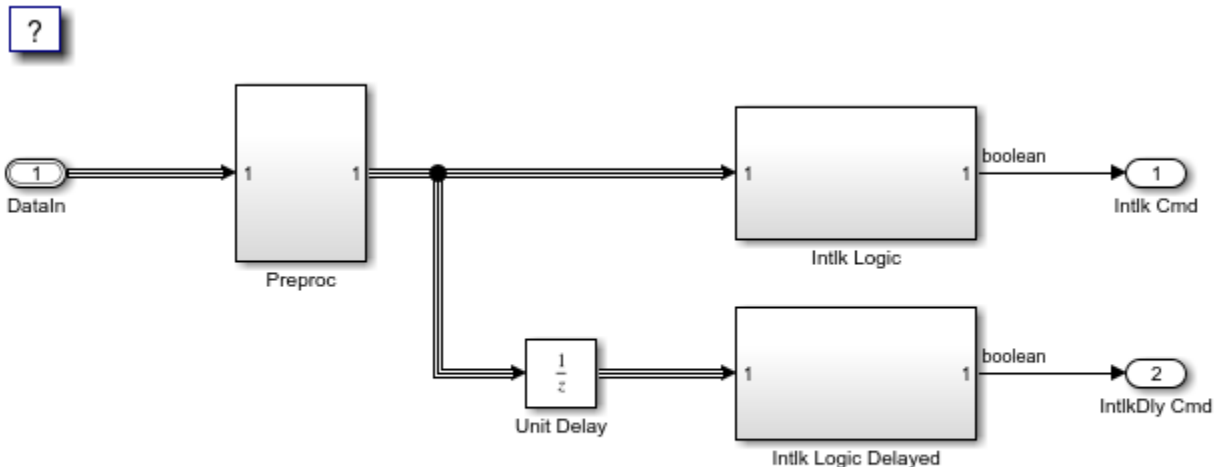 ?
1
DataIn
1 1
Preproc
1 1
Intlk Logic
boolean
1
Intlk Cmd
1
z
Unit Delay
1 1
Intlk Logic Delayed
boolean
2
IntlkDly Cmd